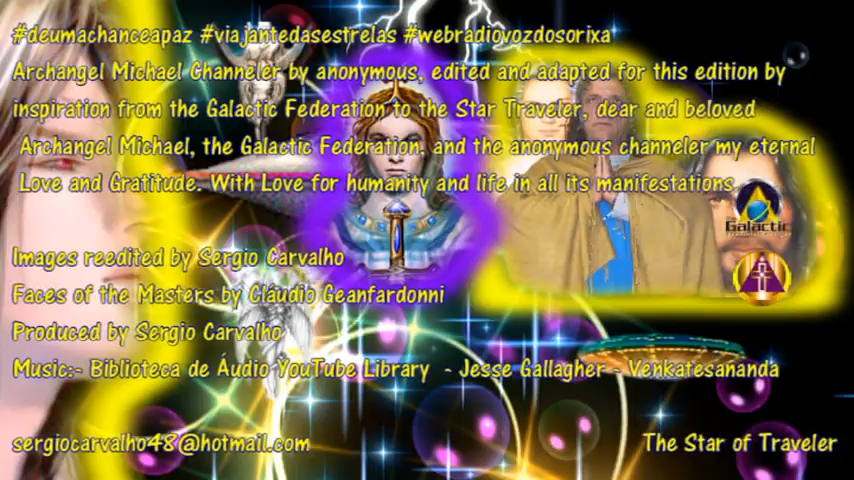 #deumachanceapaz #viajantedasestrelas #webradiovozdosorixa
Archangel Michael Channeler by anonymous, edited and adapted for this edition by
inspiration from the Galactic Federation to the Star Traveler, dear and beloved
Archangel Michael, the Galactic Federation, and the anonymous channeler my eternal
Love and Gratitude. With Love for humanity and life in all its manifestations.
Galactic
Images reedited by Sergio Carvalho
Faces of the Masters by Cláudio Geanfardonni
Produced by Sergio Carvalho
Music:- Biblioteca de Áudio YouTube Library - Jesse Gallagher - Venkatesananda
sergiocarvalho48@hotmail.com The Star of Traveler